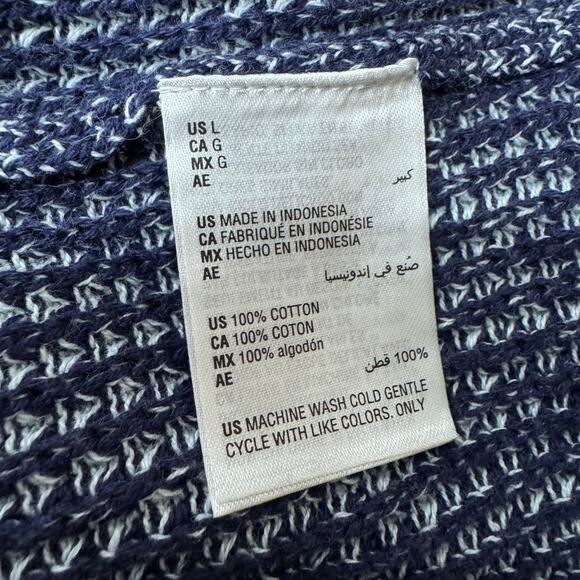 US L
CA G
MX G
AE كبير
US MADE IN INDONESIA
CA FABRIQUÉ EN INDONÉSIE
MX HECHO EN INDONESIA
AE صُنع في إندونيسيا
US 100% COTTON
CA 100% COTON
MX 100% algodón
AE 100% قطن
US MACHINE WASH COLD GENTLE
CYCLE WITH LIKE COLORS, ONLY